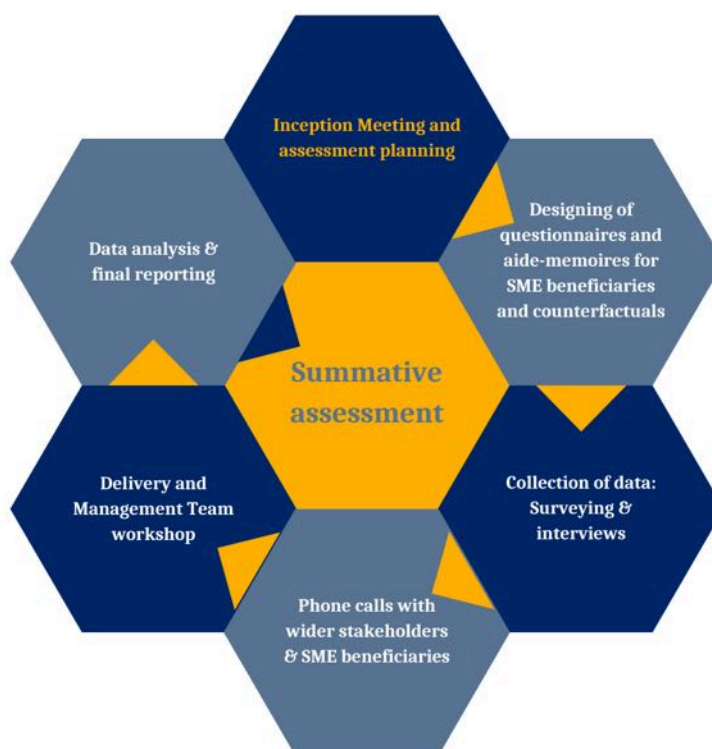 Inception Meeting and
assessment planning
Designing of
questionnaires and
aide-memoires for
SME beneficiaries
and counterfactuals
Collection of data:
Surveying &
interviews
Phone calls with
wider stakeholders
& SME beneficiaries
Delivery and
Management Team
workshop
Data analysis &
final reporting
Summative
assessment